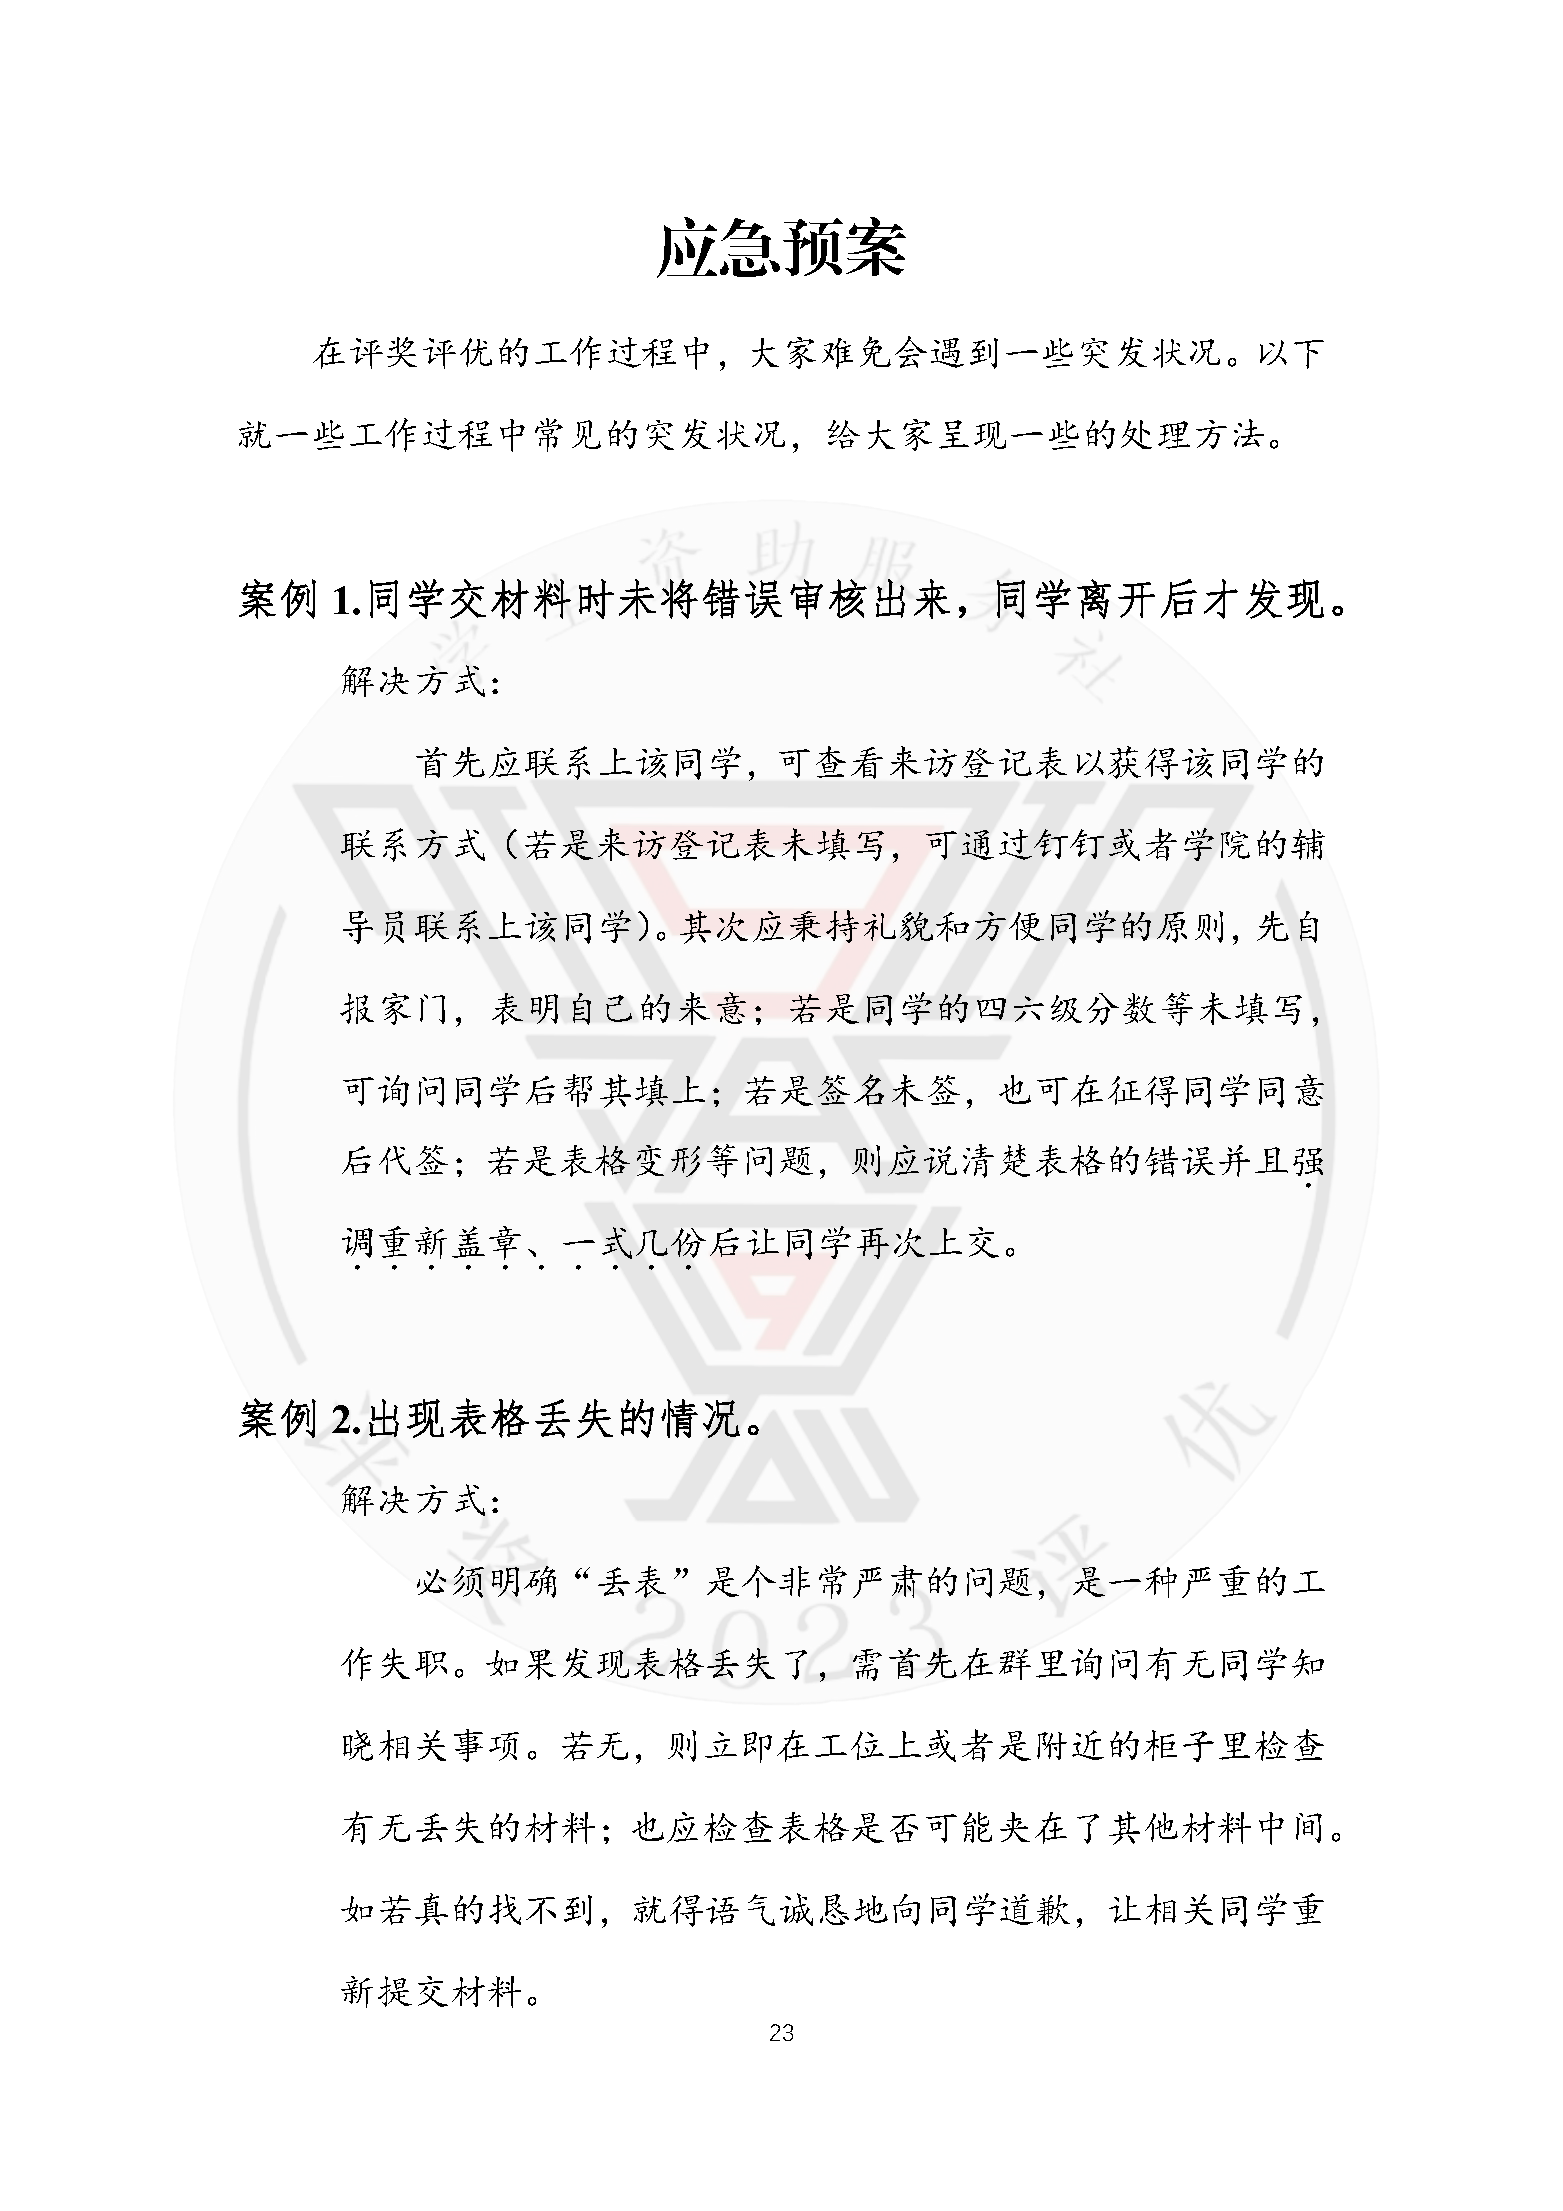 应急预案
在评奖评优的工作过程中，大家难免会遇到一些突发状况。以下
就一些工作过程中常见的突发状况，给大家呈现一些的处理方法。
案例 1.同学交材料时未将错误审核出来，同学离开后才发现。
解决方式：
首先应联系上该同学，可查看来访登记表以获得该同学的
联系方式（若是来访登记表未填写，可通过钉钉或者学院的辅
导员联系上该同学）。其次应秉持礼貌和方便同学的原则，先自
报家门，表明自己的来意；若是同学的四六级分数等未填写，
可询问同学后帮其填上；若是签名未签，也可在征得同学同意
后代签；若是表格变形等问题，则应说清楚表格的错误并且强
调重新盖章、一式几份后让同学再次上交。
案例 2.出现表格丢失的情况。
解决方式：
必须明确“丢表”是个非常严肃的问题，是一种严重的工
作失职。如果发现表格丢失了，需首先在群里询问有无同学知
晓相关事项。若无，则立即在工位上或者是附近的柜子里检查
有无丢失的材料；也应检查表格是否可能夹在了其他材料中间。
如若真的找不到，就得语气诚恳地向同学道歉，让相关同学重
新提交材料。
23
学业资助服务社
评奖评优
2023